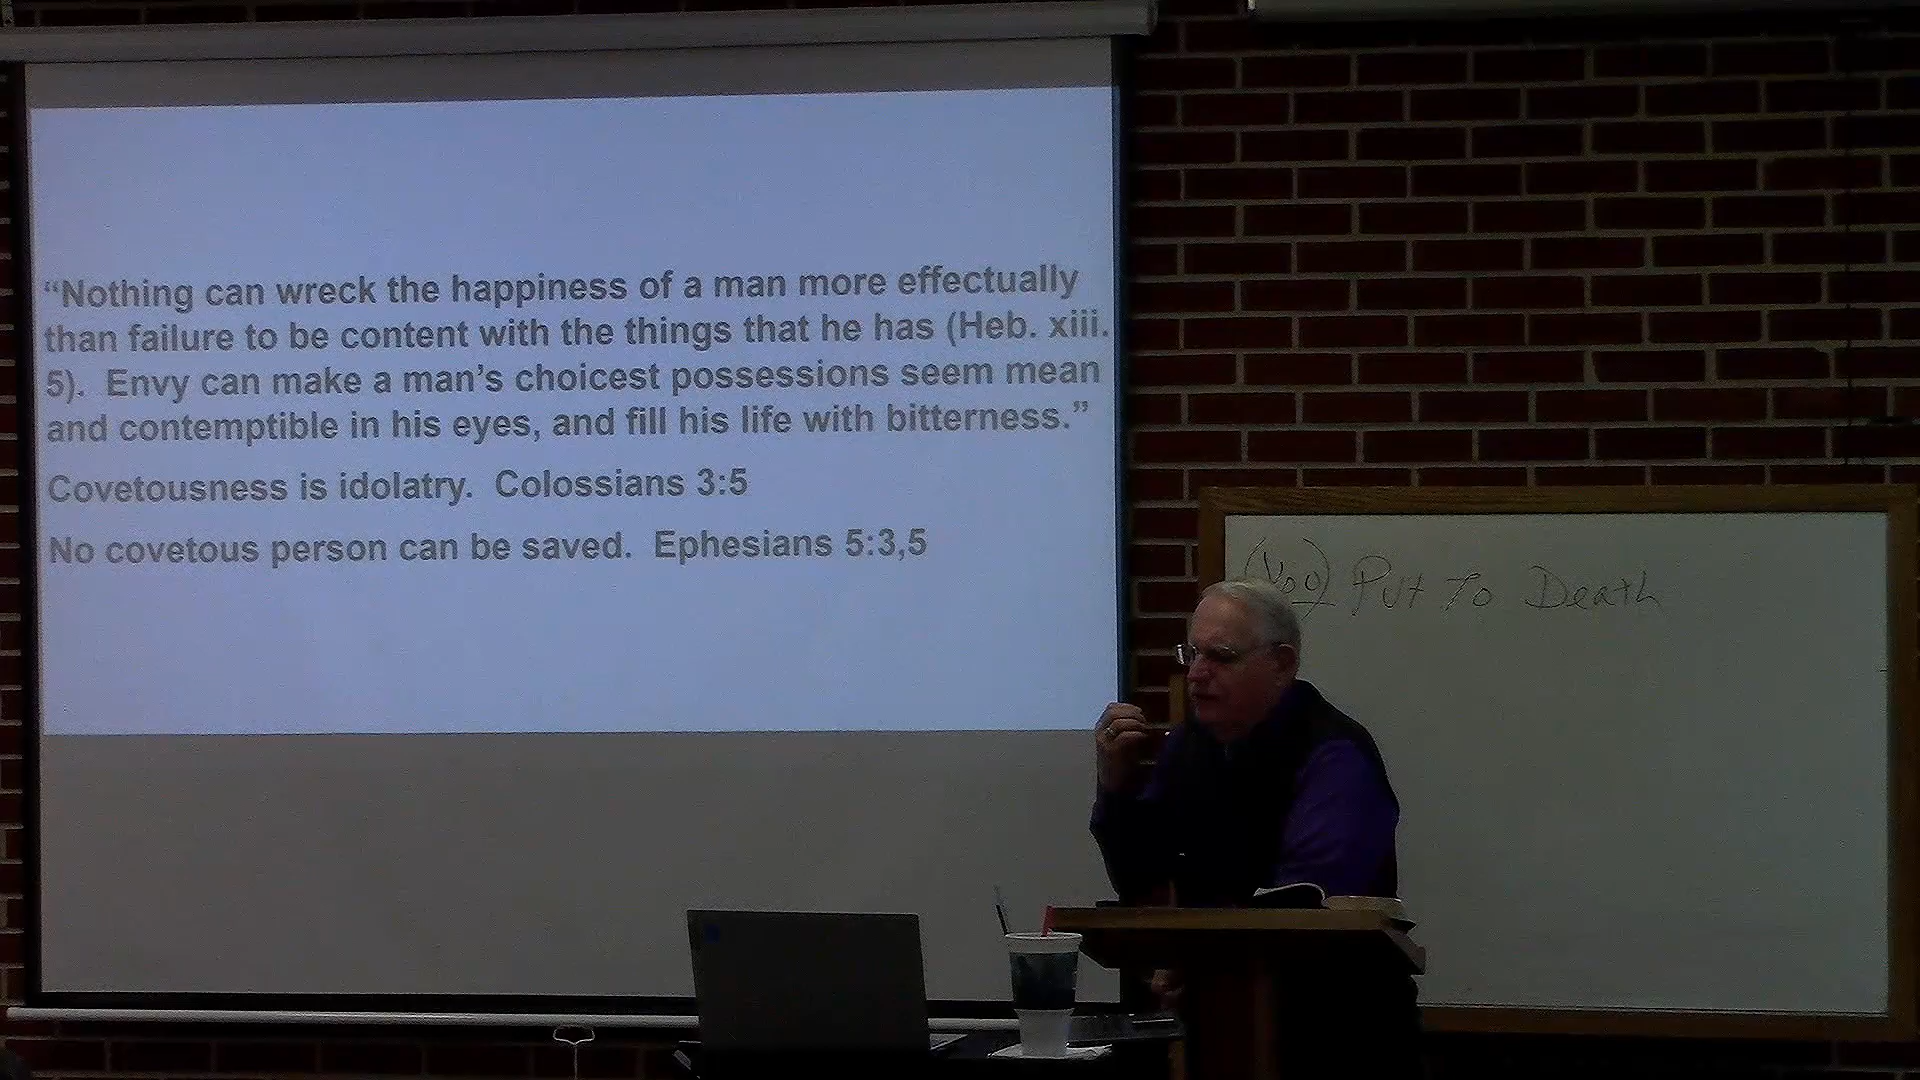 “Nothing can wreck the happiness of a man more effectually
than failure to be content with the things that he has (Heb. xiii.
5).  Envy can make a man’s choicest possessions seem mean
and contemptible in his eyes, and fill his life with bitterness.”
Covetousness is idolatry.  Colossians 3:5
No covetous person can be saved.  Ephesians 5:3,5
(You) Put To Death